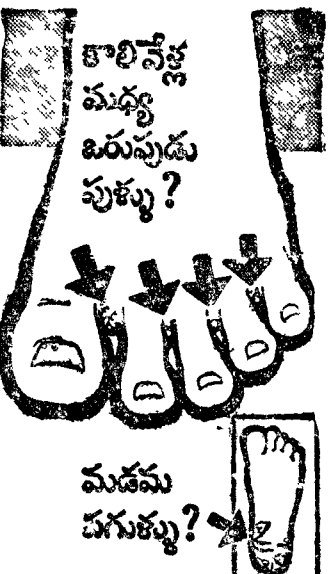 కాలివేళ్ల
మధ్య
ఒరుపుడు
పుళ్ళు ?
మడమ
పగుళ్ళు ?